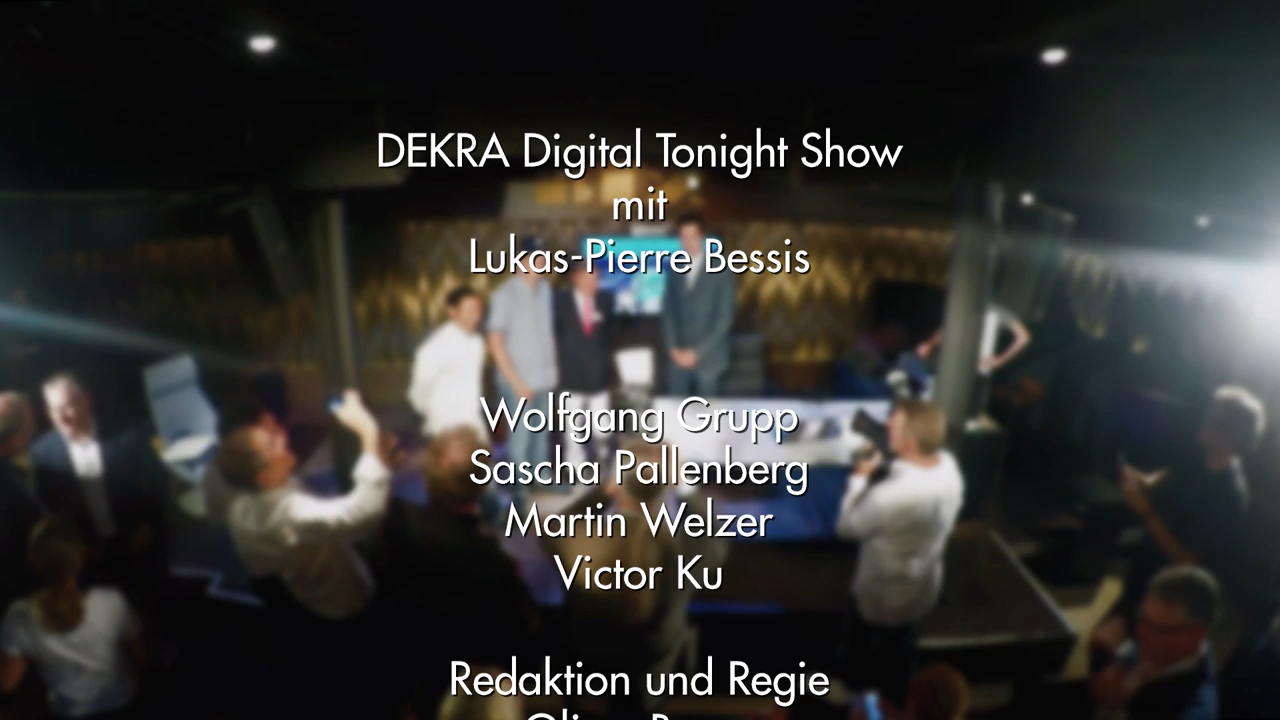 DEKRA Digital Tonight Show
mit
Lukas-Pierre Bessis
Wolfgang Grupp
Sascha Pallenberg
Martin Welzer
Victor Ku
Redaktion und Regie